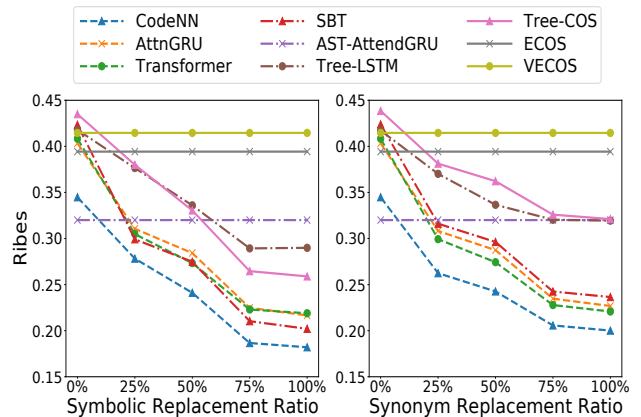 CodeNN SBT Tree-COS
AttnGRU AST-AttendGRU ECOS
Transformer Tree-LSTM VECOS
Ribes
0.45 0.45
0.40 0.40
0.35 0.35
0.30 0.30
0.25 0.25
0.20 0.20
0.15 0.15
0% 25% 50% 75% 100% 0% 25% 50% 75% 100%
Symbolic Replacement Ratio Synonym Replacement Ratio